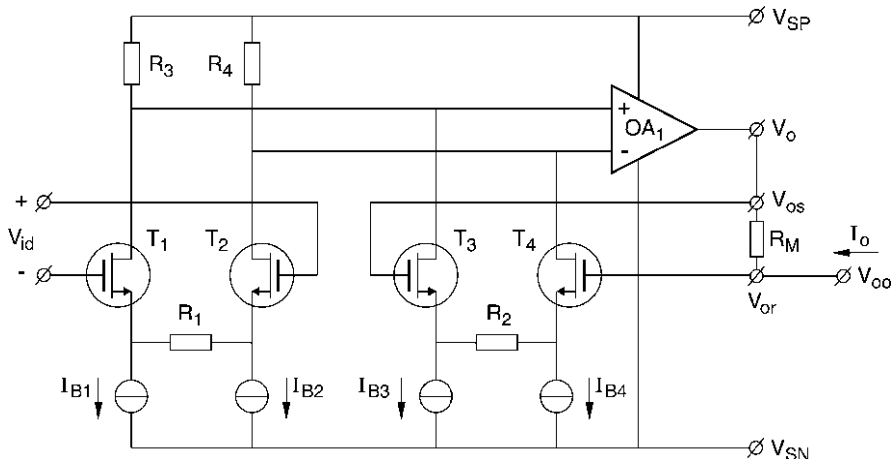 V_SP
R_3 R_4
+ OA_1 -
V_o
+ V_os
V_id T_1 T_2 T_3 T_4 R_M I_o
-
V_or V_oo
R_1 R_2
I_B1 I_B2 I_B3 I_B4
V_SN